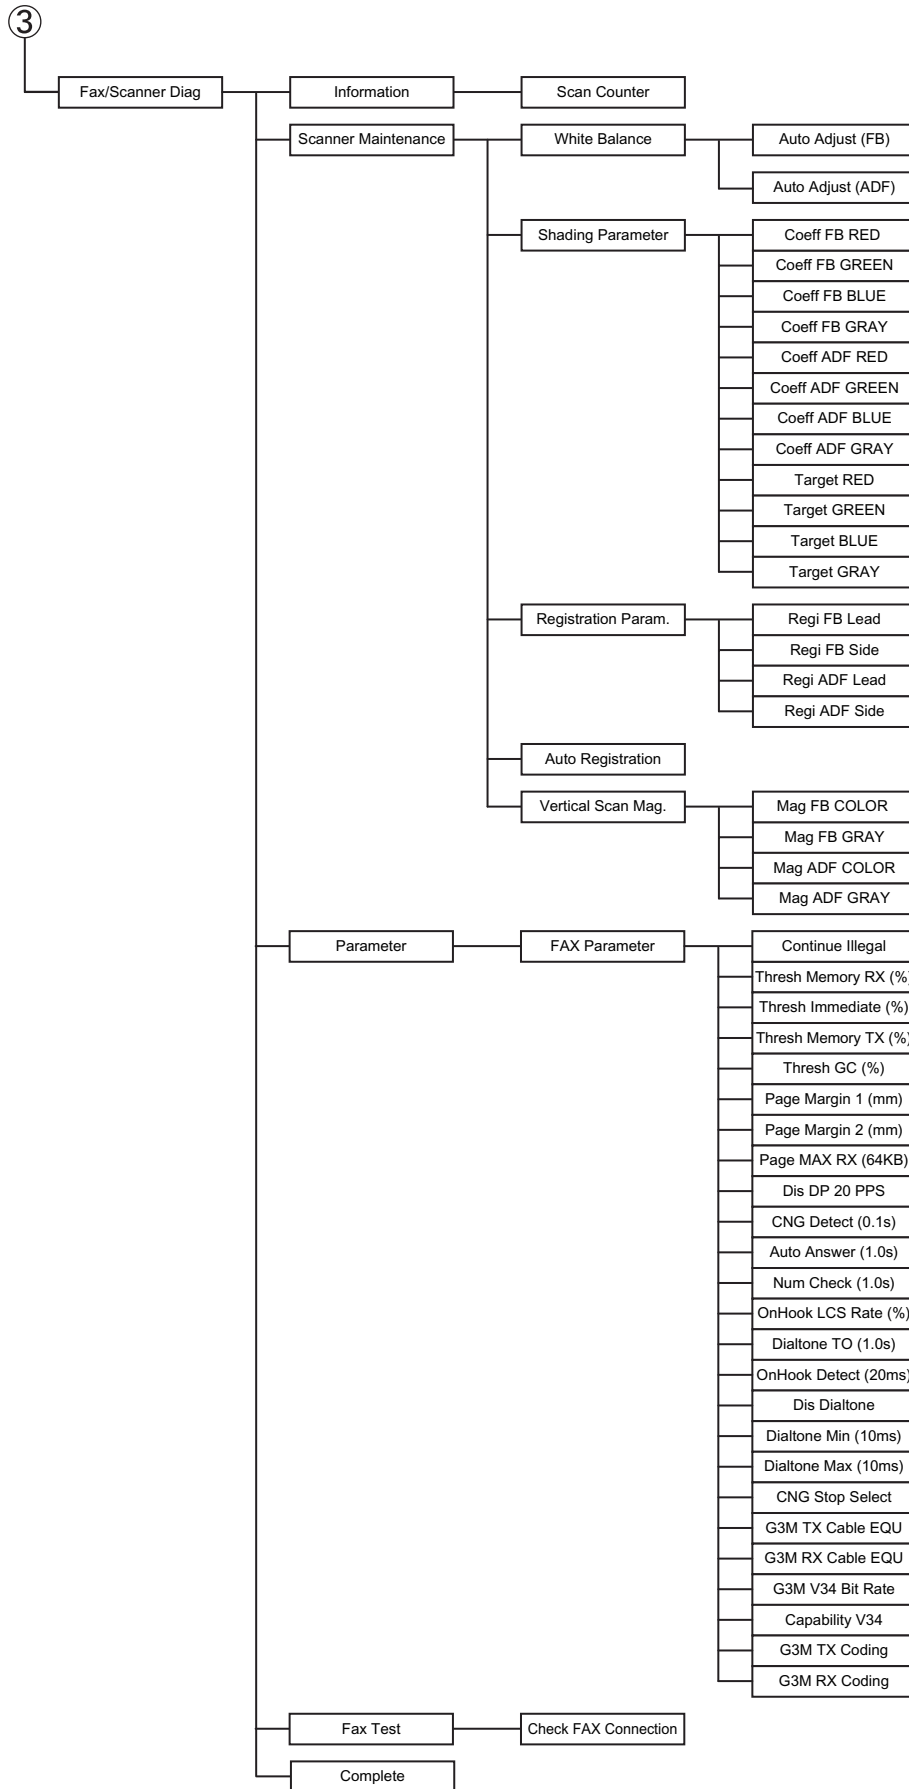 3
Fax/Scanner Diag
Information
Scan Counter
Scanner Maintenance
White Balance
Auto Adjust (FB)
Auto Adjust (ADF)
Shading Parameter
Coeff FB RED
Coeff FB GREEN
Coeff FB BLUE
Coeff FB GRAY
Coeff ADF RED
Coeff ADF GREEN
Coeff ADF BLUE
Coeff ADF GRAY
Target RED
Target GREEN
Target BLUE
Target GRAY
Registration Param.
Regi FB Lead
Regi FB Side
Regi ADF Lead
Regi ADF Side
Auto Registration
Vertical Scan Mag.
Mag FB COLOR
Mag FB GRAY
Mag ADF COLOR
Mag ADF GRAY
Parameter
FAX Parameter
Continue Illegal
Thresh Memory RX (%)
Thresh Immediate (%)
Thresh Memory TX (%)
Thresh GC (%)
Page Margin 1 (mm)
Page Margin 2 (mm)
Page MAX RX (64KB)
Dis DP 20 PPS
CNG Detect (0.1s)
Auto Answer (1.0s)
Num Check (1.0s)
OnHook LCS Rate (%)
Dialtone TO (1.0s)
OnHook Detect (20ms)
Dis Dialtone
Dialtone Min (10ms)
Dialtone Max (10ms)
CNG Stop Select
G3M TX Cable EQU
G3M RX Cable EQU
G3M V34 Bit Rate
Capability V34
G3M TX Coding
G3M RX Coding
Fax Test
Check FAX Connection
Complete